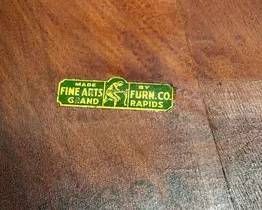 MADE BY
FINE ARTS FURN. CO.
GRAND RAPIDS